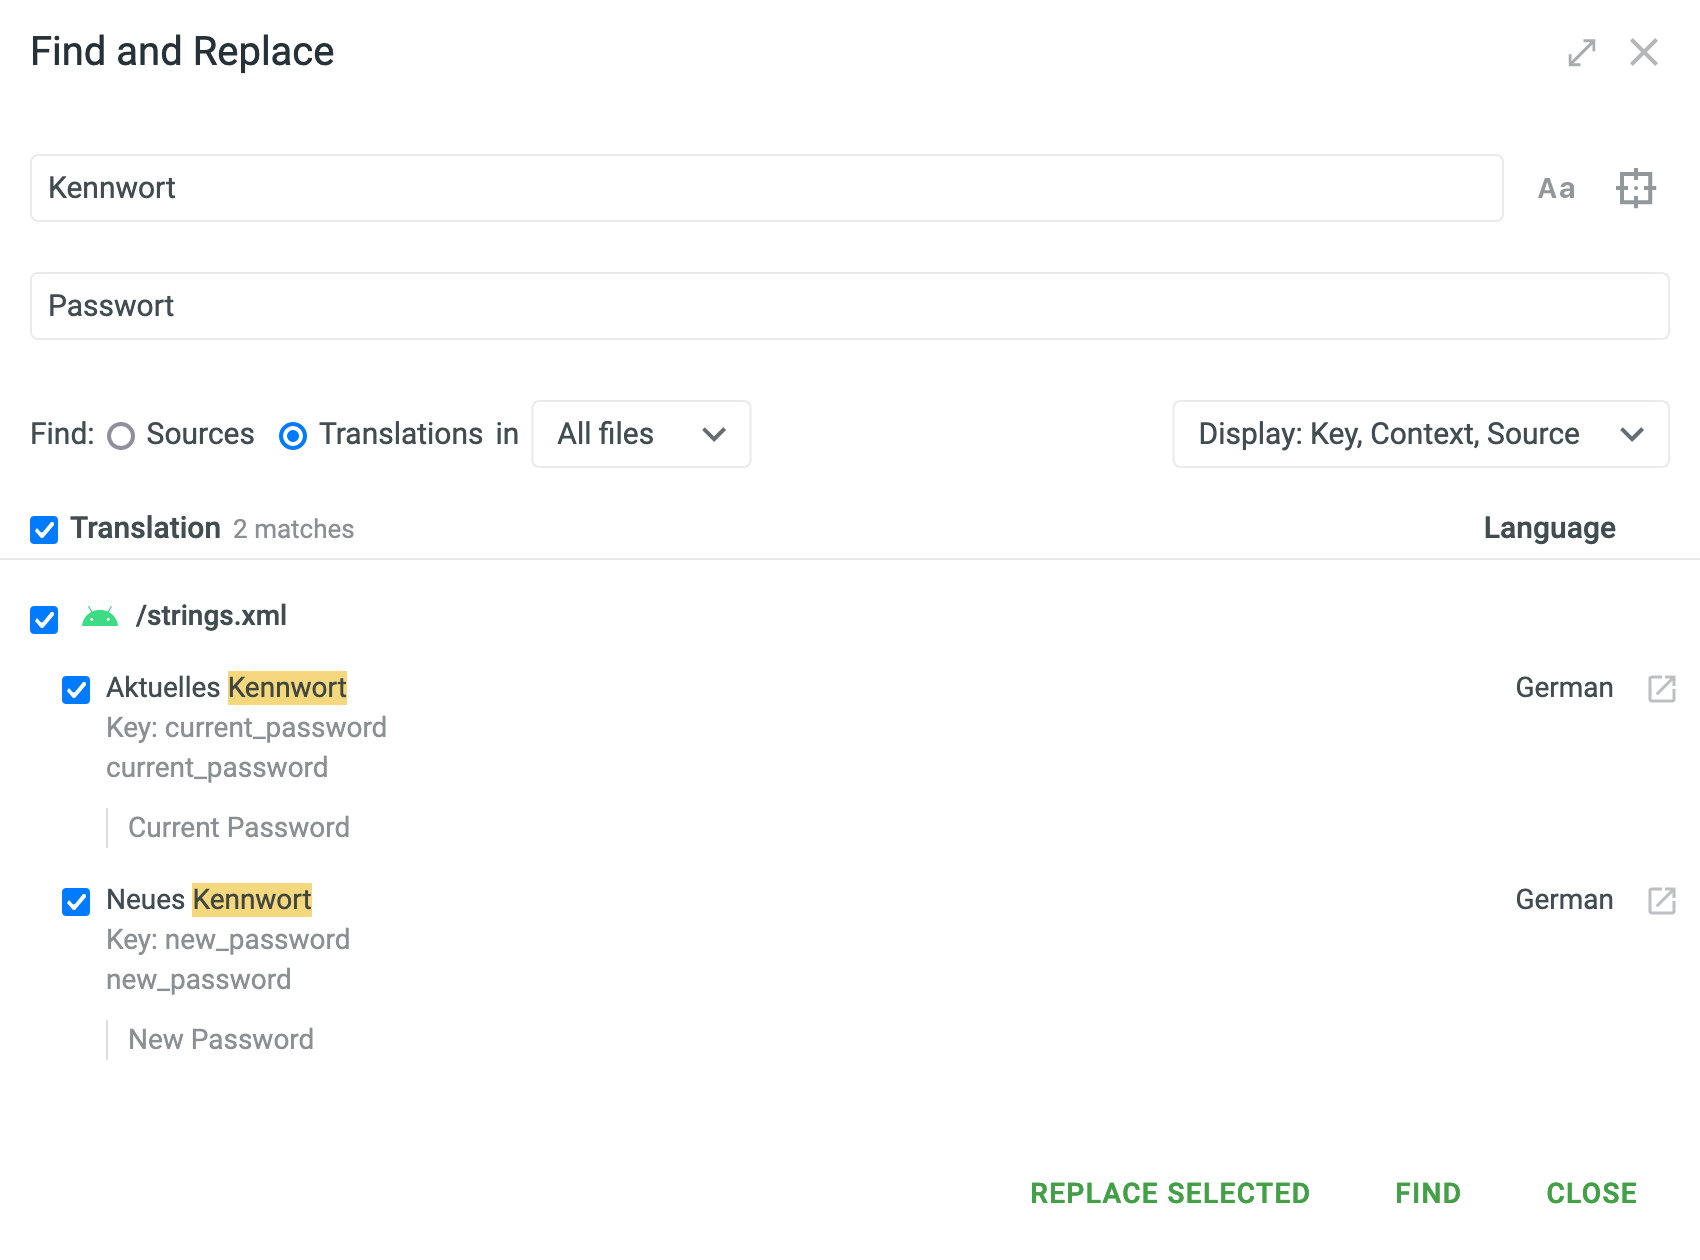 Find and Replace
Kennwort
Aa
Passwort
Find: Sources Translations in All files Display: Key, Context, Source
Translation 2 matches Language
/strings.xml
Aktuelles Kennwort German
Key: current_password
current_password
Current Password
Neues Kennwort German
Key: new_password
new_password
New Password
REPLACE SELECTED FIND CLOSE